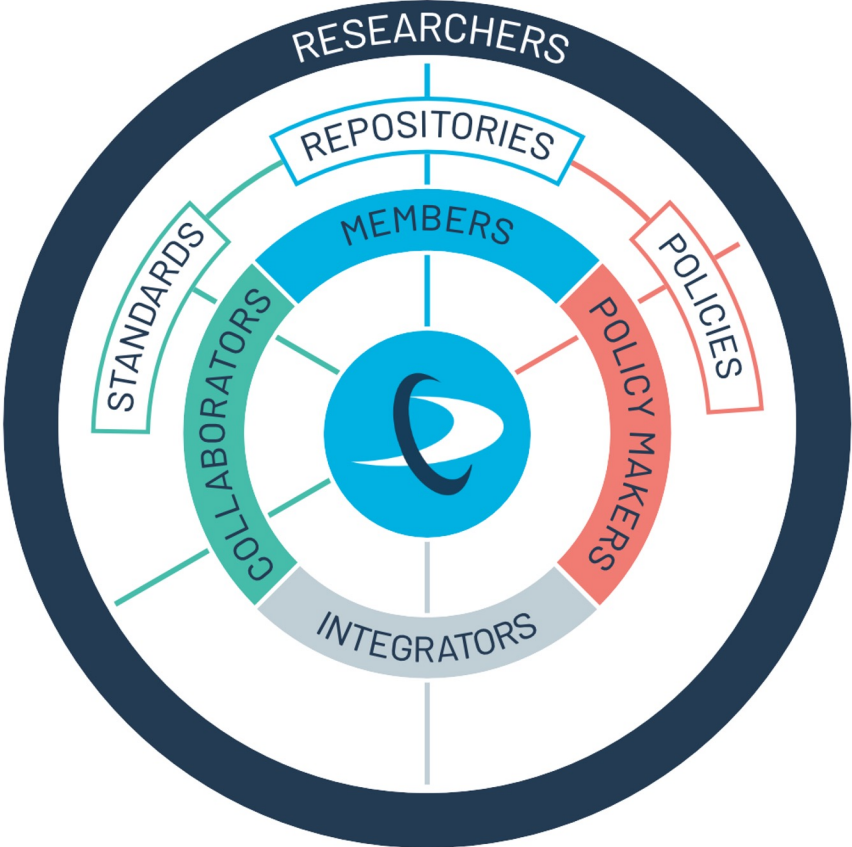 RESEARCHERS
REPOSITORIES
STANDARDS
POLICIES
MEMBERS
COLLABORATORS
POLICY MAKERS
INTEGRATORS